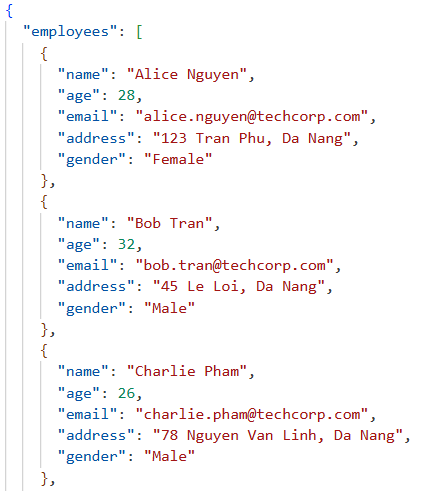 {
"employees": [
{
"name": "Alice Nguyen",
"age": 28,
"email": "alice.nguyen@techcorp.com",
"address": "123 Tran Phu, Da Nang",
"gender": "Female"
},
{
"name": "Bob Tran",
"age": 32,
"email": "bob.tran@techcorp.com",
"address": "45 Le Loi, Da Nang",
"gender": "Male"
},
{
"name": "Charlie Pham",
"age": 26,
"email": "charlie.pham@techcorp.com",
"address": "78 Nguyen Van Linh, Da Nang",
"gender": "Male"
},